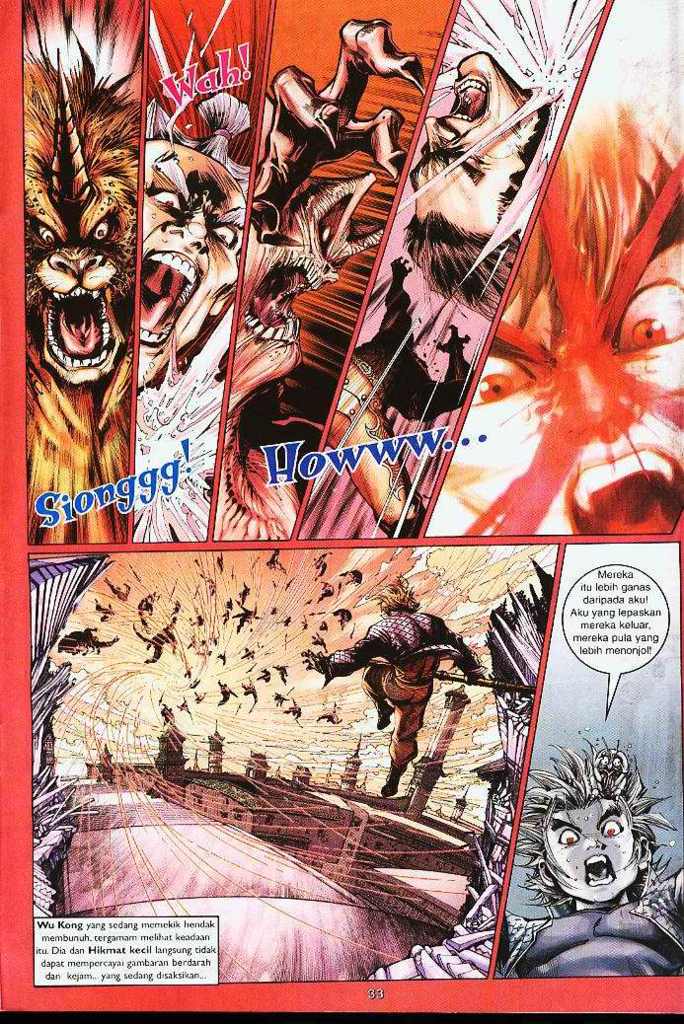 Wah!
Sionggg!
Howww...
Mereka
itu lebih ganas
daripada aku!
Aku yang lepaskan
mereka keluar,
mereka pula yang
lebih menonjol!
Wu Kong yang sedang memekik hendak
membunuh, tergamam melihat keadaan
itu. Dia dan Hikmat kecil langsung tidak
dapat mempercayai gambaran berdarah
dan kejam... yang sedang disaksikan...
33